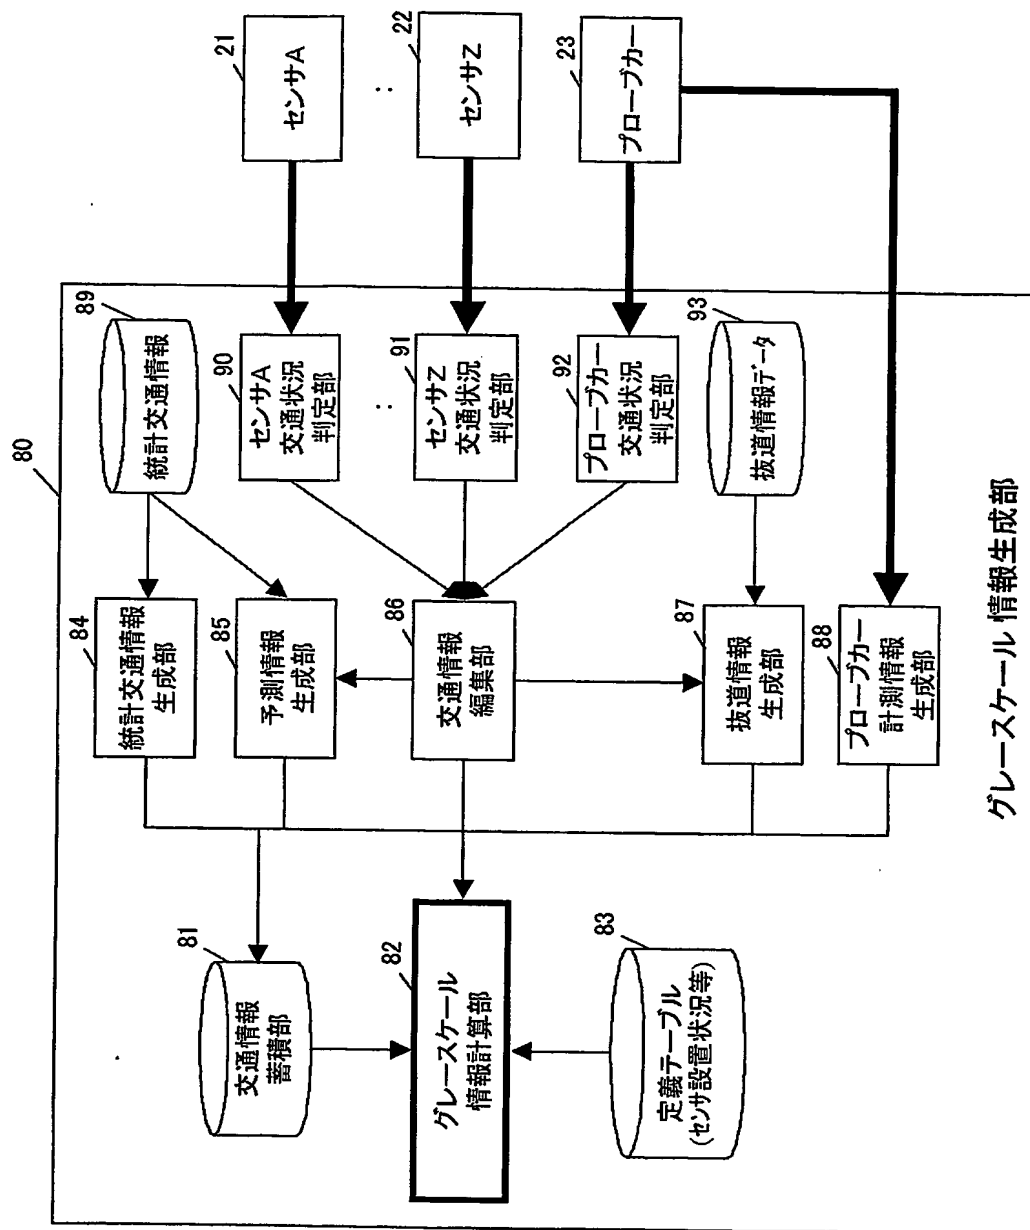 80
81
交通情報
蓄積部
82
グレースケール
情報計算部
83
定義テーブル
(センサ設置状況等)
84
統計交通情報
生成部
85
予測情報
生成部
86
交通情報
編集部
87
抜道情報
生成部
88
プローブカー
計測情報
生成部
89
統計交通情報
90
センサA
交通状況
判定部
:
91
センサZ
交通状況
判定部
92
プローブカー
交通状況
判定部
93
抜道情報データ
21
センサA
:
22
センサZ
23
プローブカー
グレースケール 情報生成部